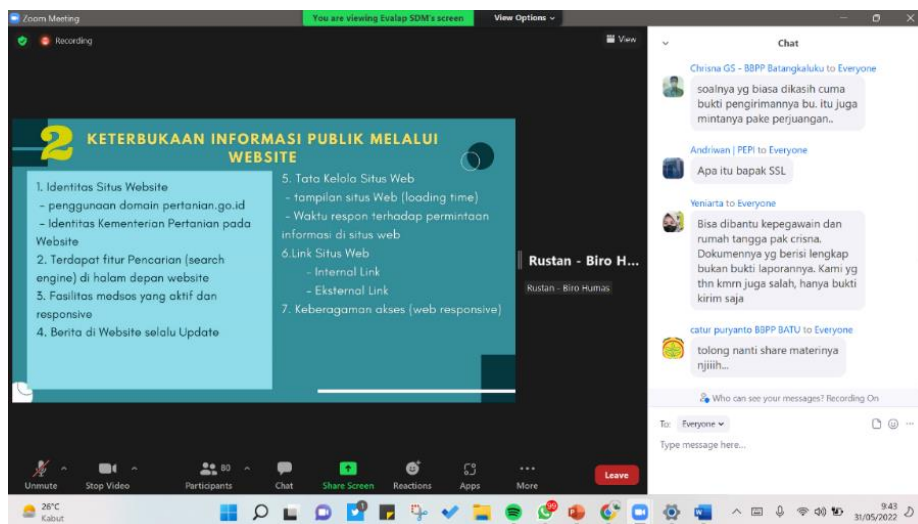 Zoom Meeting
You are viewing Evalap SDM's screen
View Options
Recording
View
2
KETERBUKAAN INFORMASI PUBLIK MELALUI
WEBSITE
1. Identitas Situs Website
- penggunaan domain pertanian.go.id
- Identitas Kementerian Pertanian pada
Website
2. Terdapat fitur Pencarian (search
engine) di halam depan website
3. Fasilitas medsos yang aktif dan
responsive
4. Berita di Website selalu Update
5. Tata Kelola Situs Web
- tampilan situs Web (loading time)
- Waktu respon terhadap permintaan
informasi di situs web
6.Link Situs Web
- Internal Link
- Eksternal Link
7. Keberagaman akses (web responsive)
Rustan - Biro H...
Rustan - Biro Humas
Chat
Chrisna GS - BBPP Batangkaluku to Everyone
soalnya yg biasa dikasih cuma
bukti pengirimannya bu. itu juga
mintanya pake perjuangan..
Andriwan | PEPI to Everyone
Apa itu bapak SSL
Yeniarta to Everyone
Bisa dibantu kepegawain dan
rumah tangga pak crisna.
Dokumennya yg berisi lengkap
bukan bukti laporannya. Kami yg
thn kmrn juga salah, hanya bukti
kirim saja
catur puryanto BBPP BATU to Everyone
tolong nanti share materinya
njiiih...
Who can see your messages? Recording On
To: Everyone
Type message here...
Unmute
Stop Video
80
Participants
Chat
Share Screen
Reactions
Apps
More
Leave
26°C
Kabut
99
9:43
31/05/2022